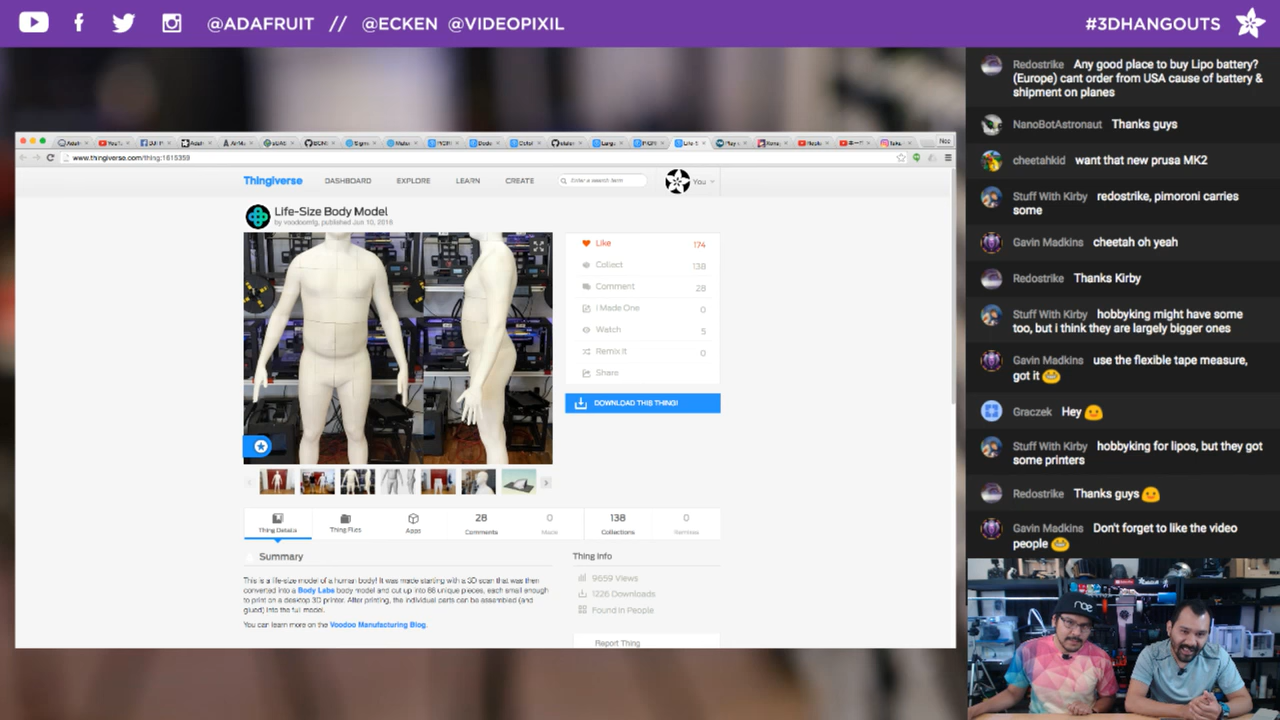 @ADAFRUIT // @ECKEN @VIDEOPIXIL
#3DHANGOUTS
www.thingiverse.com/thing:1615359
Thingiverse
DASHBOARD
EXPLORE
LEARN
CREATE
Enter a search term
You
Life-Size Body Model
by voodoomfg, published Jun 10, 2016
Like 174
Collect 138
Comment 28
I Made One 0
Watch 5
Remix It 0
Share
DOWNLOAD THIS THING!
Thing Details
Thing Files
Apps
28
Comments
0
Made
138
Collections
0
Remixes
Summary
This is a life-size model of a human body! It was made starting with a 3D scan that was then
converted into a Body Labs body model and cut up into 88 unique pieces, each small enough
to print on a desktop 3D printer. After printing, the individual parts can be assembled (and
glued) into the full model.
You can learn more on the Voodoo Manufacturing Blog.
Thing Info
9659 Views
1226 Downloads
Found in People
Report Thing
Redostrike Any good place to buy Lipo battery?
(Europe) cant order from USA cause of battery &
shipment on planes
NanoBotAstronaut Thanks guys
cheetahkid want that new prusa MK2
Stuff With Kirby redostrike, pimoroni carries
some
Gavin Madkins cheetah oh yeah
Redostrike Thanks Kirby
Stuff With Kirby hobbyking might have some
too, but i think they are largely bigger ones
Gavin Madkins use the flexible tape measure,
got it 😁
Graczek Hey 🙂
Stuff With Kirby hobbyking for lipos, but they got
some printers
Redostrike Thanks guys 🙂
Gavin Madkins Don't forget to like the video
people 😁